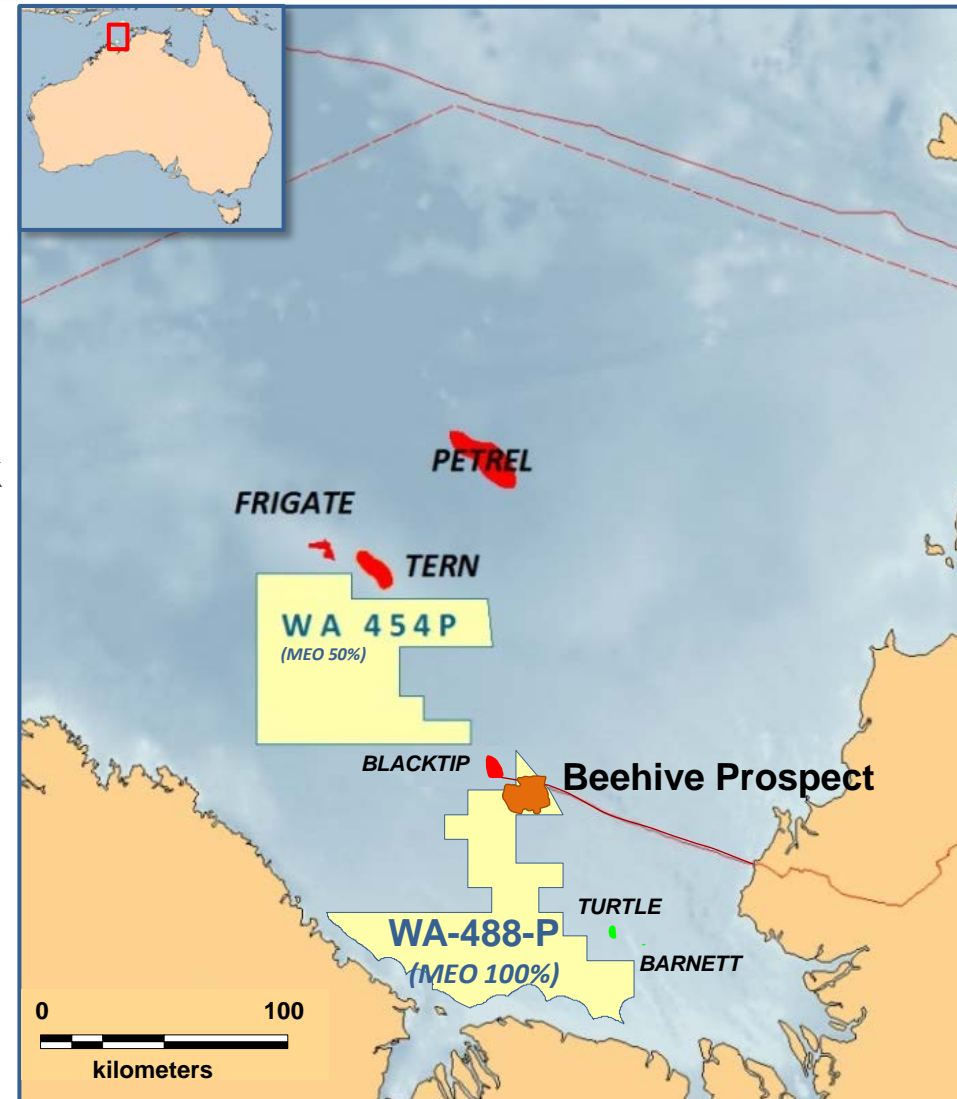 PETREL
FRIGATE
TERN
WA 454P
(MEO 50%)
BLACKTIP
Beehive Prospect
TURTLE
WA-488-P
BARNETT
(MEO 100%)
0 100
kilometers